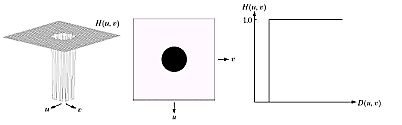 H(u, v)
u
v
v
u
H(u, v)
1.0
D(u, v)